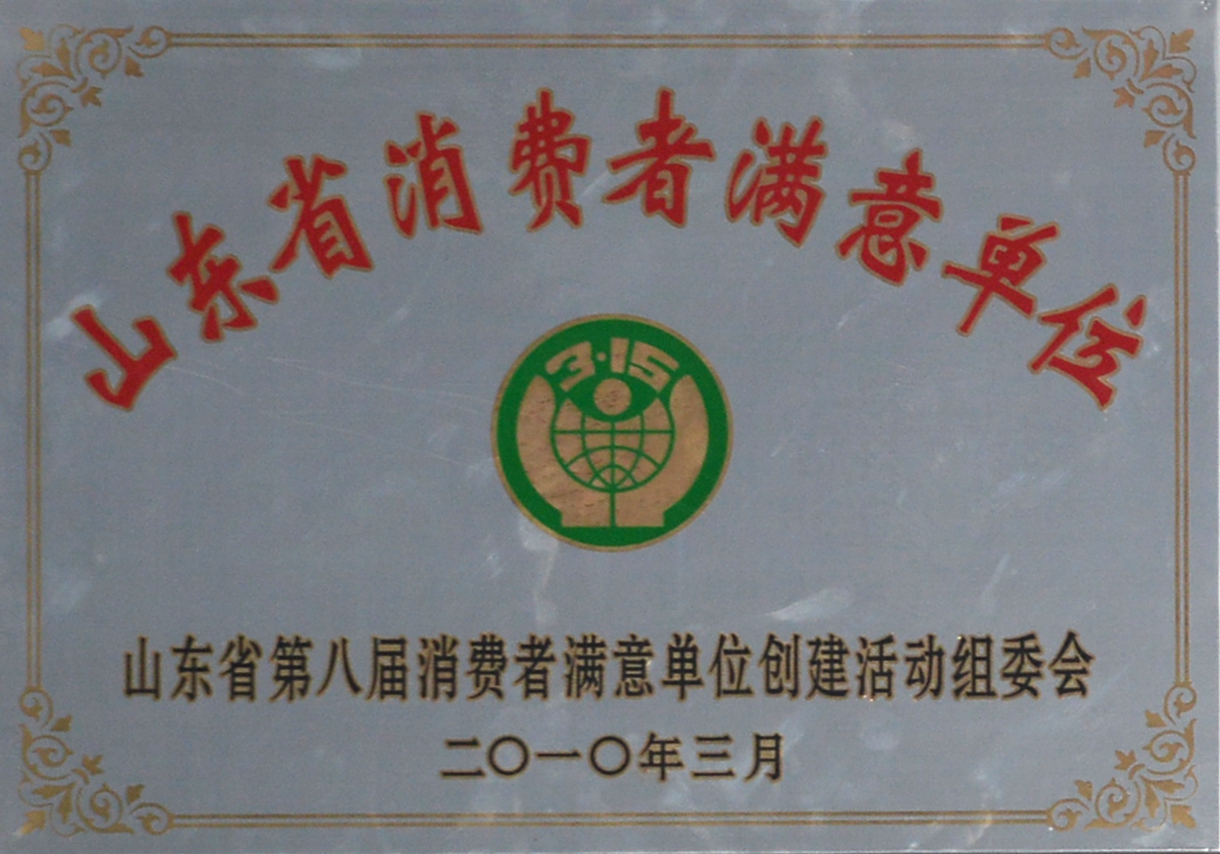 山东省消费者满意单位
3·15
山东省第八届消费者满意单位创建活动组委会
二〇一〇年三月